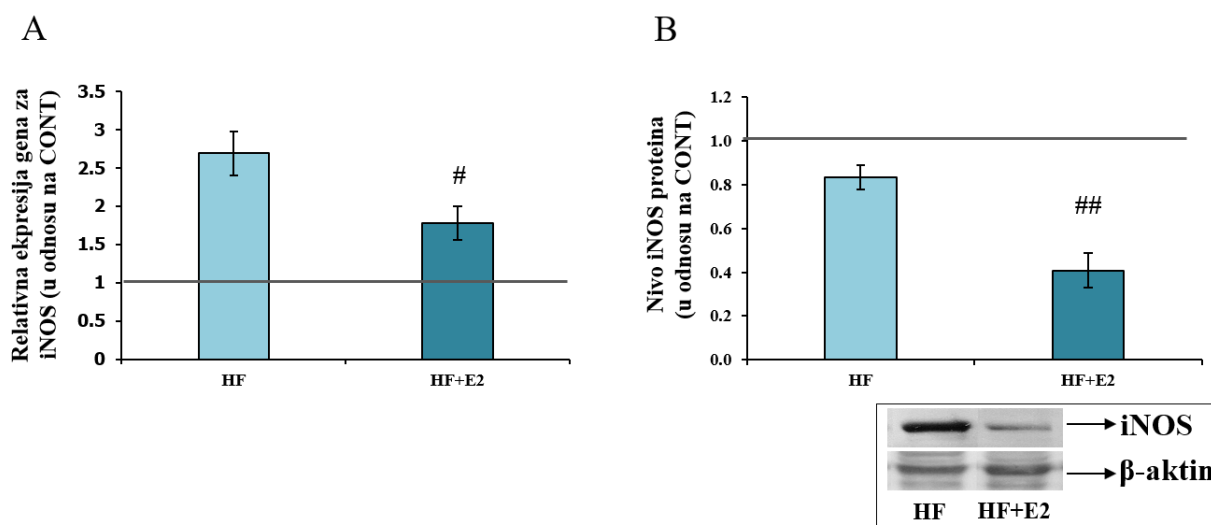 A
Relativna ekpresija gena za
iNOS (u odnosu na CONT)
3.5
3
2.5
2
1.5
1
0.5
0
#
HF
HF+E2
B
Nivo iNOS proteina
(u odnosu na CONT)
1.2
1.0
0.8
0.6
0.4
0.2
0.0
##
HF
HF+E2
iNOS
β-aktin
HF
HF+E2